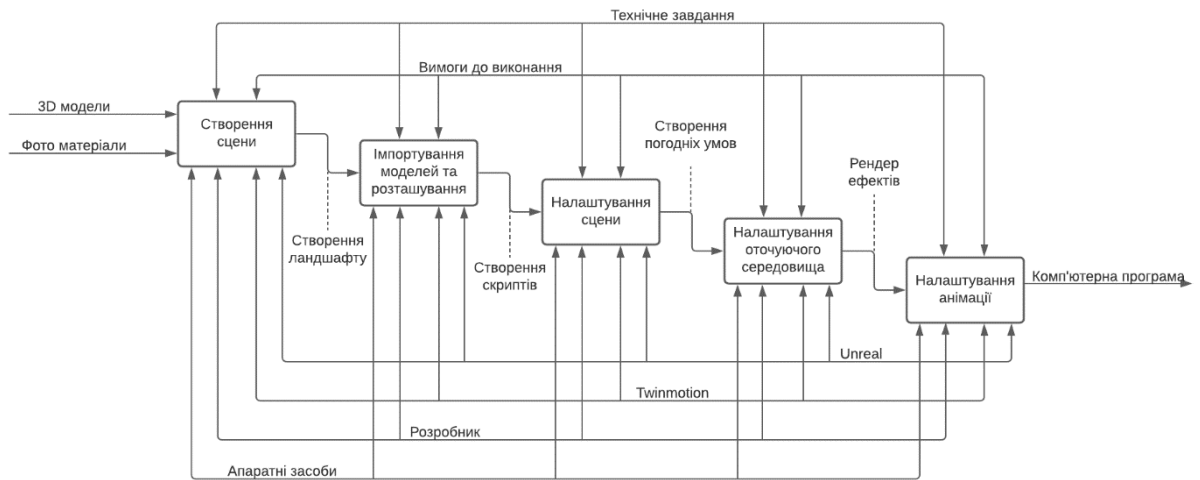 Технічне завдання
Вимоги до виконання
3D модели
Фото матеріали
Створення
сцени
Імпортування
моделей та
розташування
Створення
погодніх умов
Рендер
ефектів
Налаштування
сцени
Створення
ландшафту
Створення
скриптів
Налаштування
оточуючого
середовища
Налаштування
анімації
Комп'ютерна програма
Unreal
Twinmotion
Розробник
Апаратні засоби